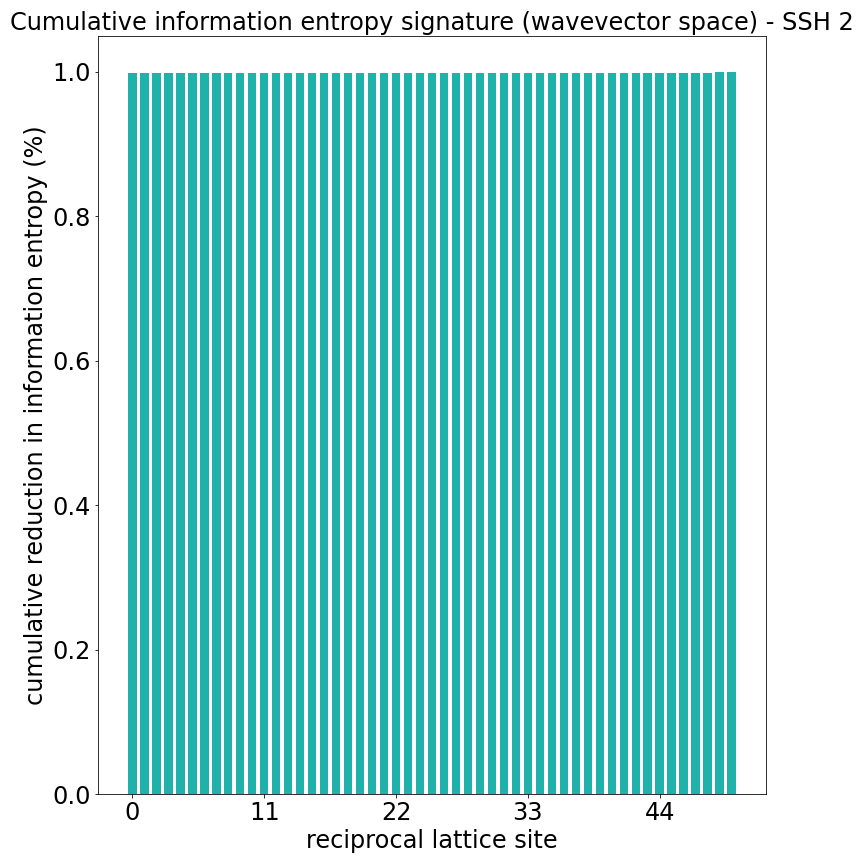 Cumulative information entropy signature (wavevector space) - SSH 2
cumulative reduction in information entropy (%)
1.0
0.8
0.6
0.4
0.2
0.0
0 11 22 33 44
reciprocal lattice site